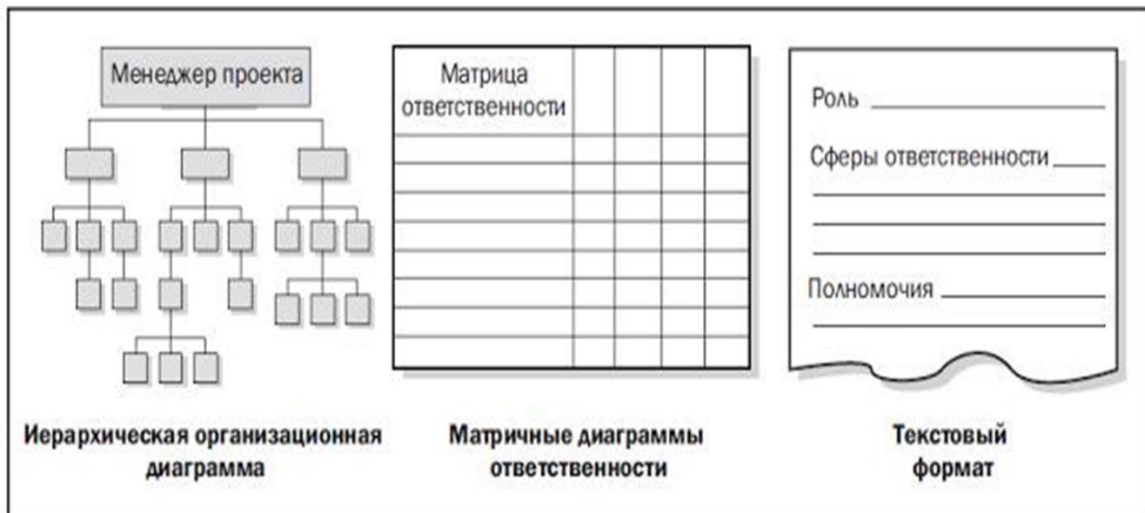 Менеджер проекта
Матрица
ответственности
Роль
Сферы ответственности
Полномочия
Иерархическая организационная
диаграмма
Матричные диаграммы
ответственности
Текстовый
формат